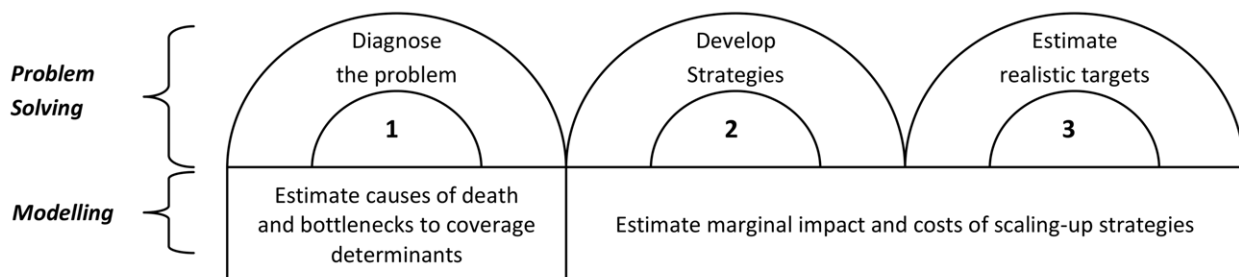 Problem
Solving
Diagnose
the problem
1
Develop
Strategies
2
Estimate
realistic targets
3
Modelling
Estimate causes of death
and bottlenecks to coverage
determinants
Estimate marginal impact and costs of scaling-up strategies